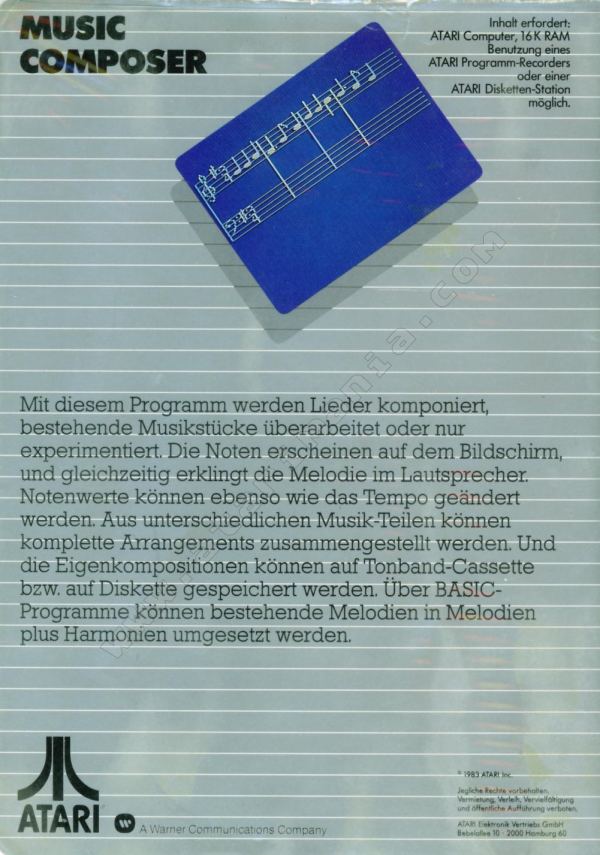 MUSIC
COMPOSER
Inhalt erfordert:
ATARI Computer, 16 K RAM
Benutzung eines
ATARI Programm-Recorders
oder einer
ATARI Disketten-Station
möglich.
Mit diesem Programm werden Lieder komponiert,
bestehende Musikstücke überarbeitet oder nur
experimentiert. Die Noten erscheinen auf dem Bildschirm,
und gleichzeitig erklingt die Melodie im Lautsprecher.
Notenwerte können ebenso wie das Tempo geändert
werden. Aus unterschiedlichen Musik-Teilen können
komplette Arrangements zusammengestellt werden. Und
die Eigenkompositionen können auf Tonband-Cassette
bzw. auf Diskette gespeichert werden. Über BASIC-
Programme können bestehende Melodien in Melodien
plus Harmonien umgesetzt werden.
www.atarimania.com
ATARI
A Warner Communications Company
© 1983 ATARI Inc.
Jegliche Rechte vorbehalten.
Vermietung, Verleih, Vervielfältigung
und öffentliche Aufführung verboten.
ATARI Elektronik Vertriebs GmbH
Bebelallee 10 · 2000 Hamburg 60